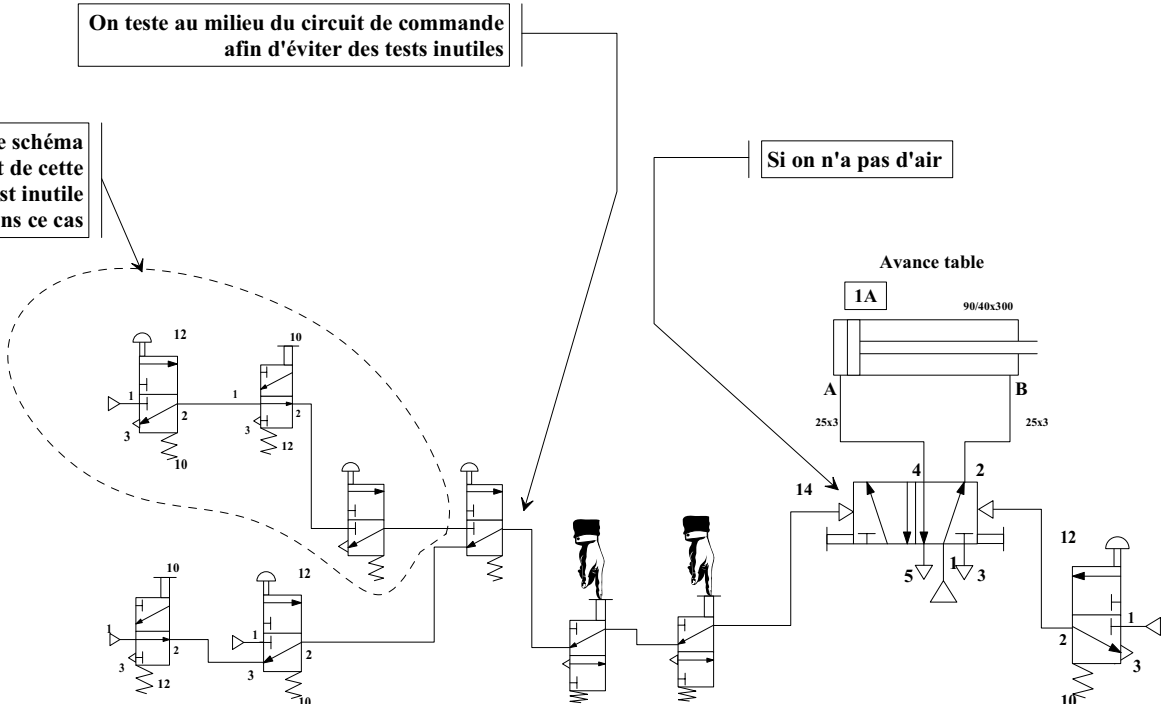 On teste au milieu du circuit de commande
afin d'éviter des tests inutiles
schéma
t de cette
st inutile
ns ce cas
Si on n'a pas d'air
Avance table
1A
90/40x300
A
B
25x3
25x3
4
2
14
5
1
3
12
1
2
3
10
12
1
2
3
10
10
1
2
3
12
10
1
2
3
12
12
1
2
3
10